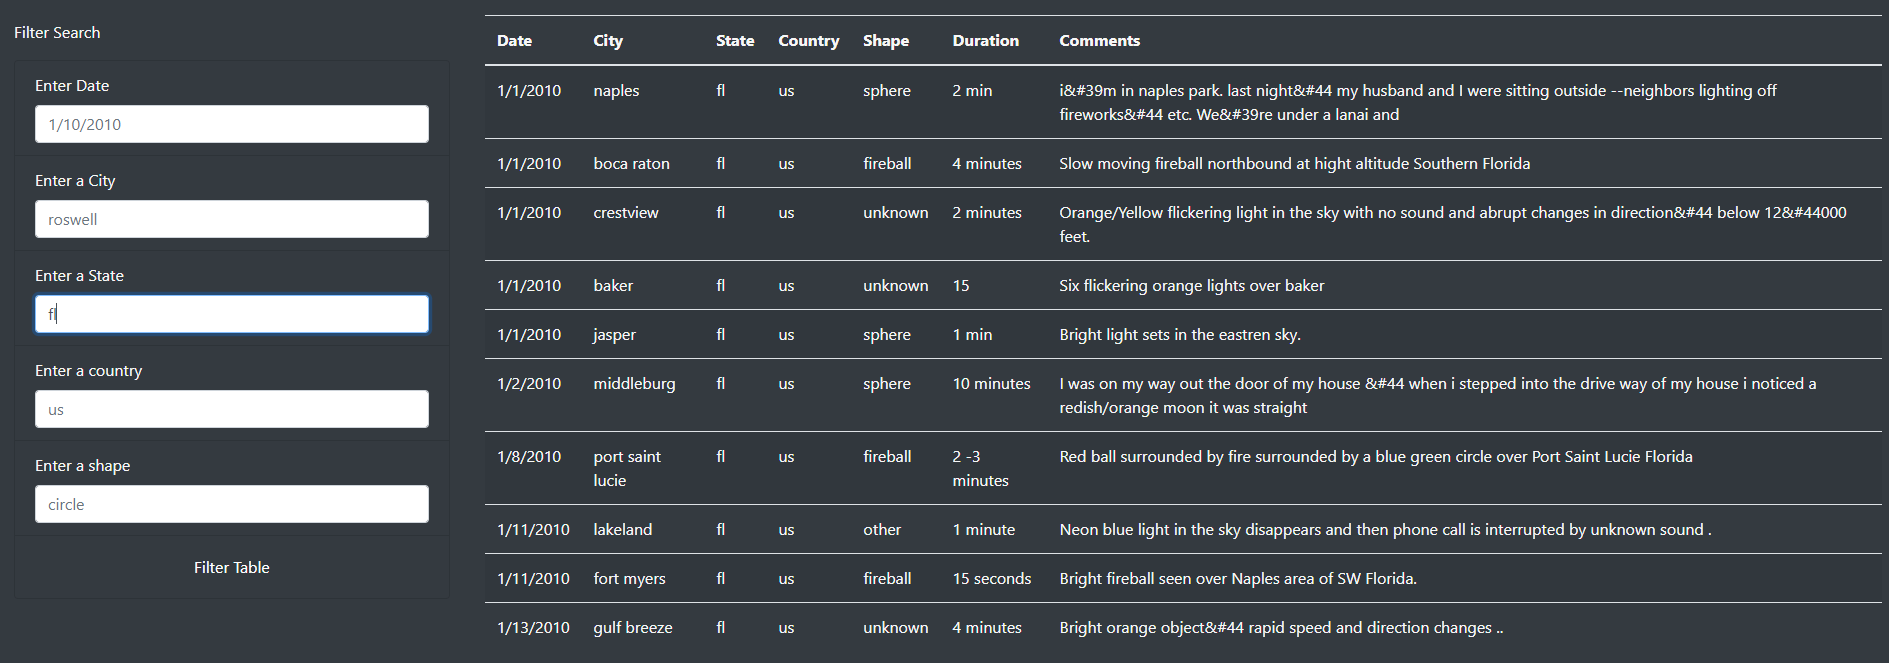 Filter Search
Enter Date
1/10/2010
Enter a City
roswell
Enter a State
fl
Enter a country
us
Enter a shape
circle
Filter Table
Date City State Country Shape Duration Comments
1/1/2010 naples fl us sphere 2 min i&#39m in naples park. last night&#44 my husband and I were sitting outside --neighbors lighting off
fireworks&#44 etc. We&#39re under a lanai and
1/1/2010 boca raton fl us fireball 4 minutes Slow moving fireball northbound at hight altitude Southern Florida
1/1/2010 crestview fl us unknown 2 minutes Orange/Yellow flickering light in the sky with no sound and abrupt changes in direction&#44 below 12&#44000
feet.
1/1/2010 baker fl us unknown 15 Six flickering orange lights over baker
1/1/2010 jasper fl us sphere 1 min Bright light sets in the eastren sky.
1/2/2010 middleburg fl us sphere 10 minutes I was on my way out the door of my house &#44 when i stepped into the drive way of my house i noticed a
redish/orange moon it was straight
1/8/2010 port saint fl us fireball 2 -3 Red ball surrounded by fire surrounded by a blue green circle over Port Saint Lucie Florida
lucie minutes
1/11/2010 lakeland fl us other 1 minute Neon blue light in the sky disappears and then phone call is interrupted by unknown sound .
1/11/2010 fort myers fl us fireball 15 seconds Bright fireball seen over Naples area of SW Florida.
1/13/2010 gulf breeze fl us unknown 4 minutes Bright orange object&#44 rapid speed and direction changes ..